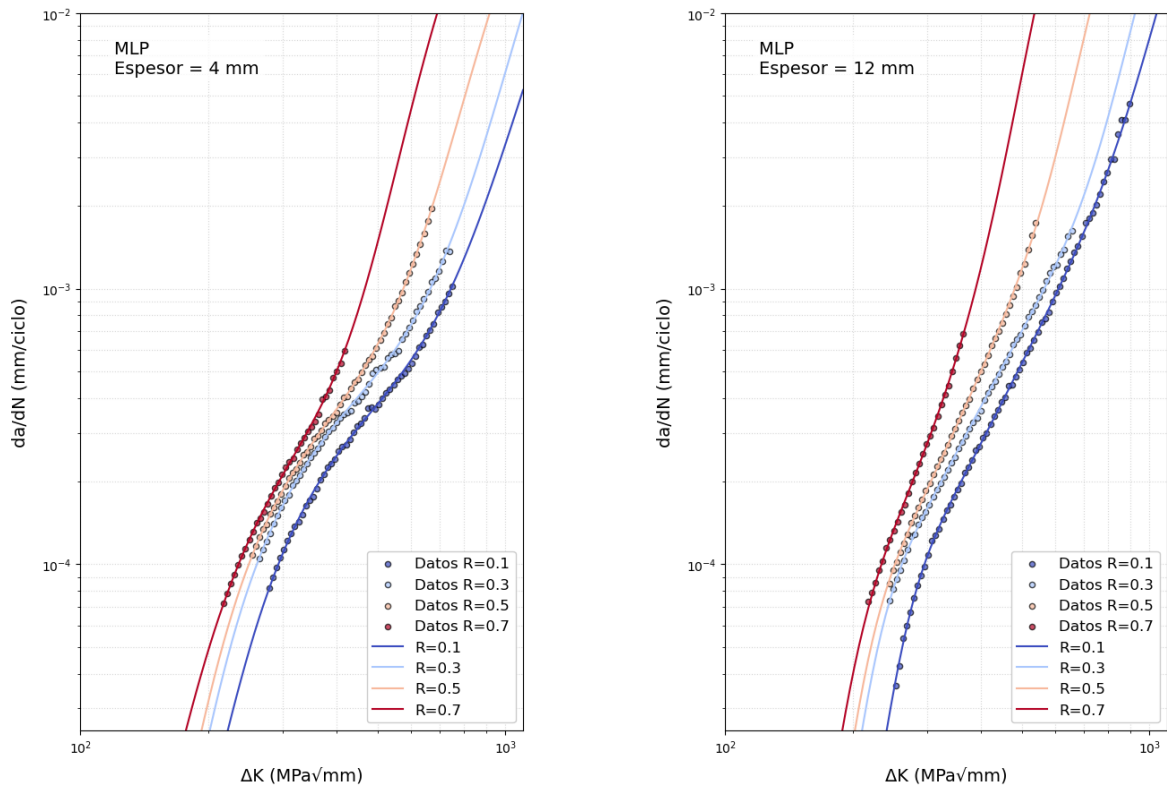 MLP
Espesor = 4 mm
da/dN (mm/ciclo)
10⁻²
10⁻³
10⁻⁴
10²
10³
ΔK (MPa√mm)
Datos R=0.1
Datos R=0.3
Datos R=0.5
Datos R=0.7
R=0.1
R=0.3
R=0.5
R=0.7
MLP
Espesor = 12 mm
da/dN (mm/ciclo)
10⁻²
10⁻³
10⁻⁴
10²
10³
ΔK (MPa√mm)
Datos R=0.1
Datos R=0.3
Datos R=0.5
Datos R=0.7
R=0.1
R=0.3
R=0.5
R=0.7